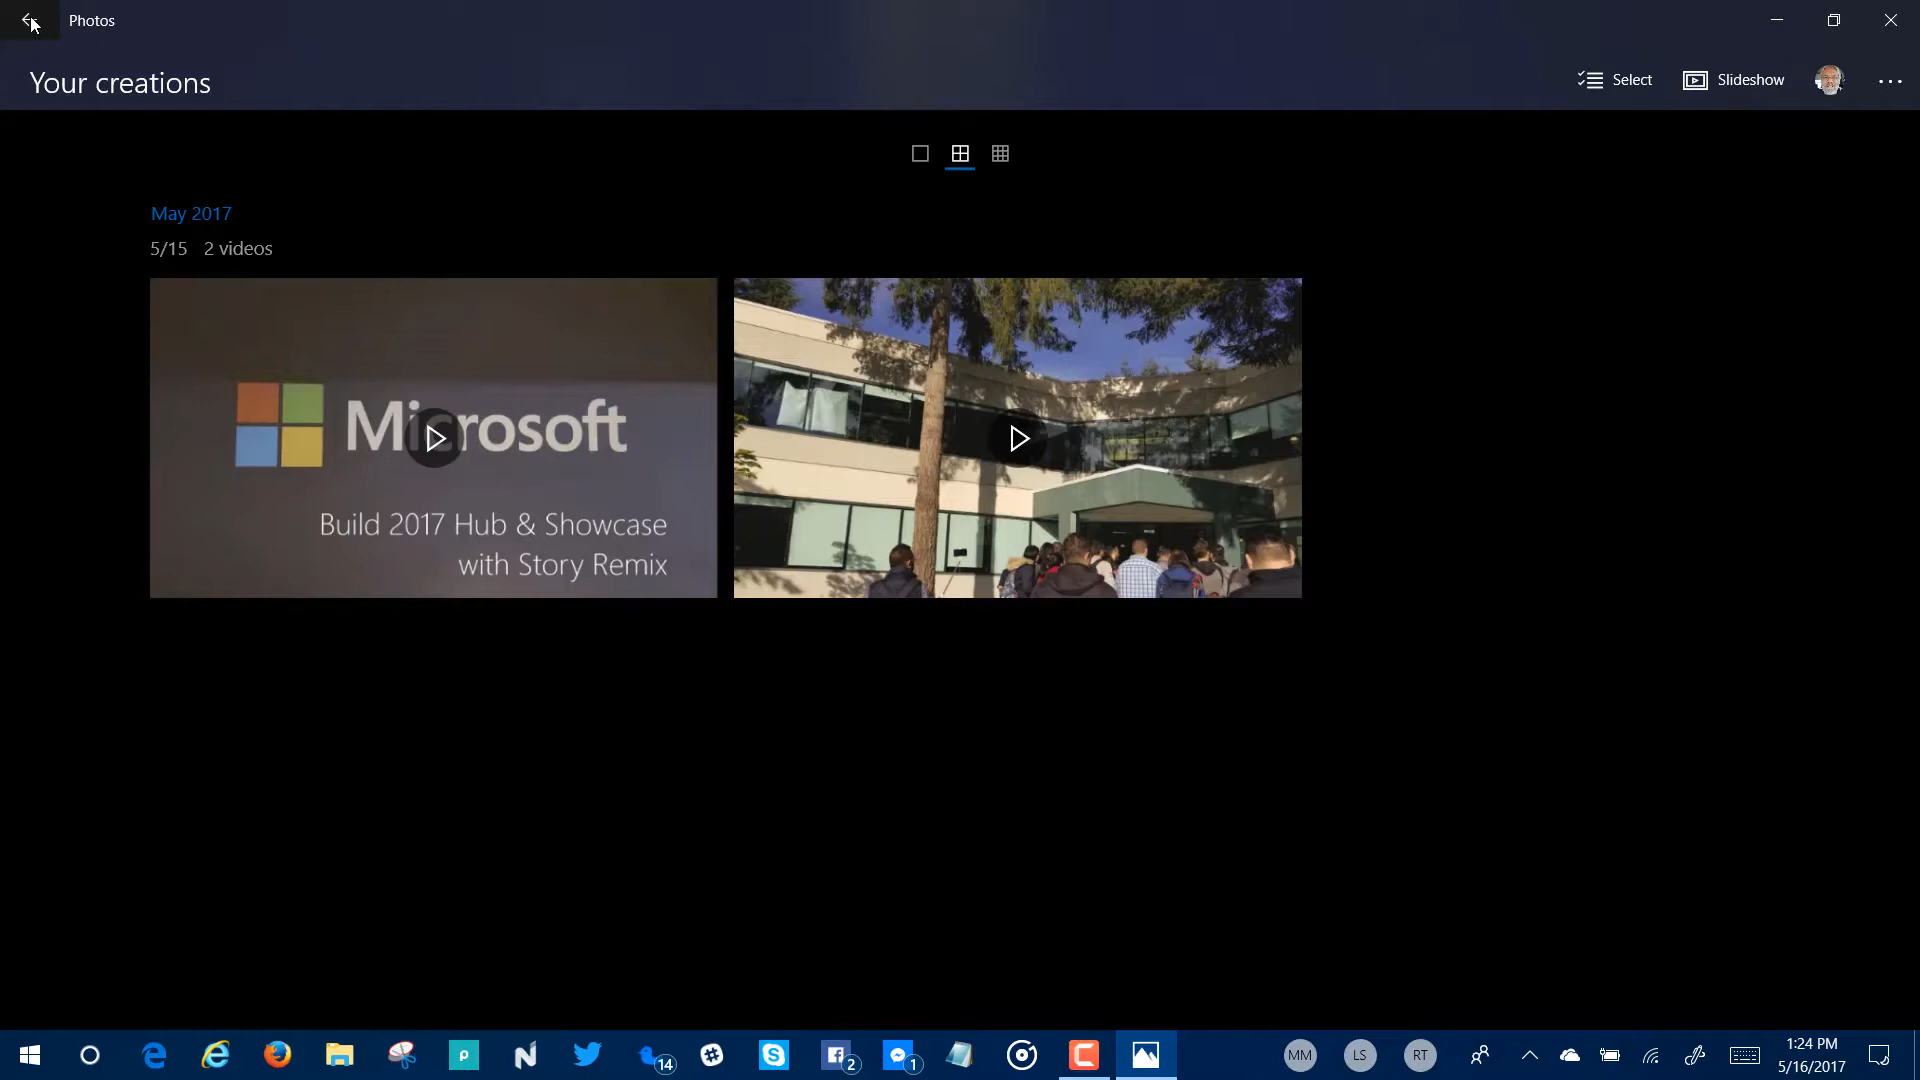 Photos
Your creations
Select
Slideshow
May 2017
5/15 2 videos
Microsoft
Build 2017 Hub & Showcase
with Story Remix
14
2
1
MM
LS
RT
1:24 PM
5/16/2017